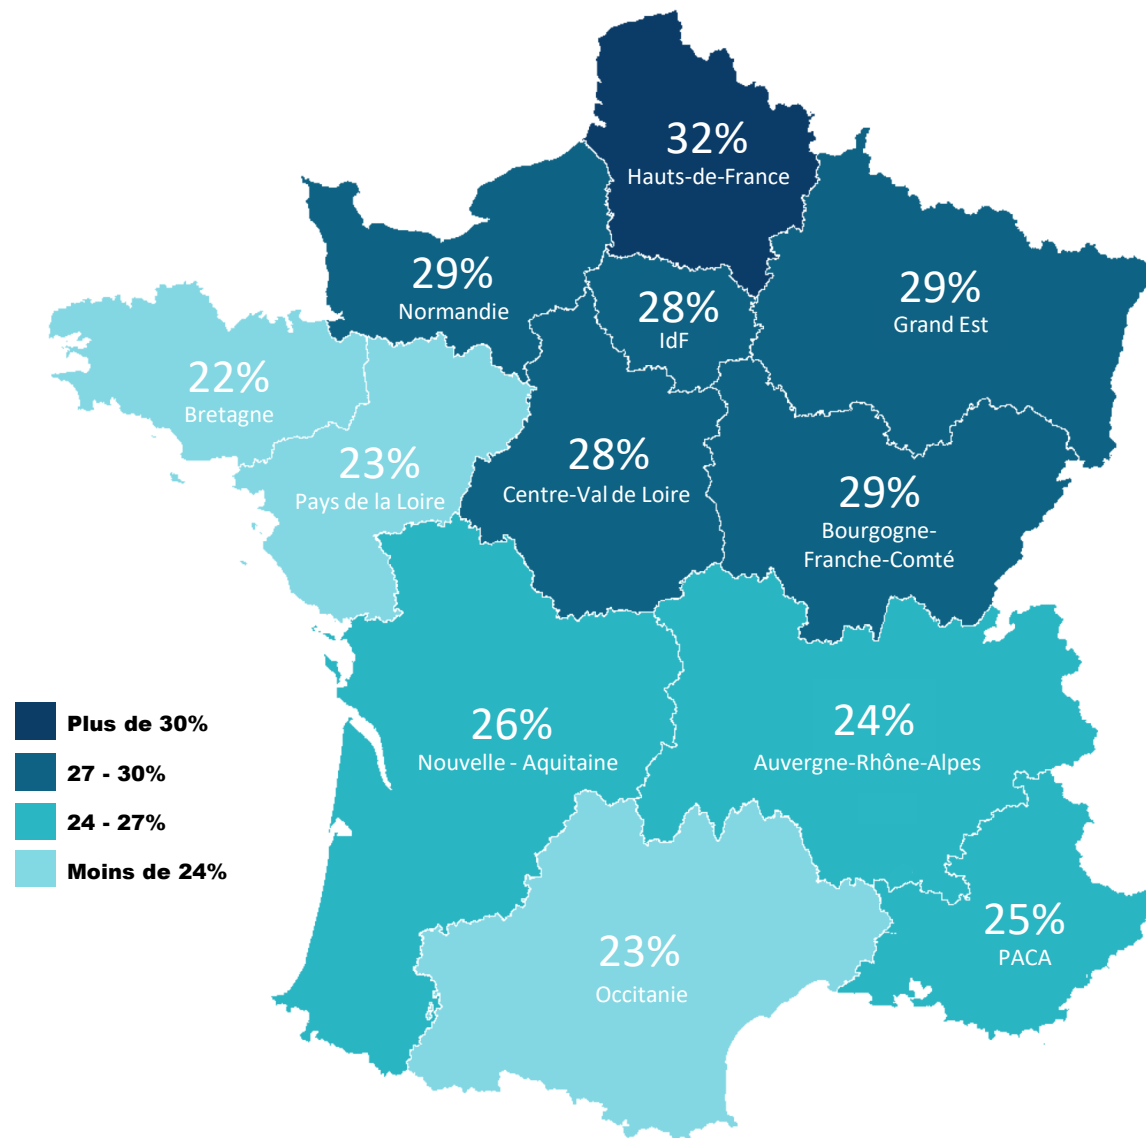 32%
Hauts-de-France
29%
Normandie
28%
IdF
29%
Grand Est
22%
Bretagne
23%
Pays de la Loire
28%
Centre-Val de Loire
29%
Bourgogne-
Franche-Comté
26%
Nouvelle - Aquitaine
24%
Auvergne-Rhône-Alpes
25%
PACA
23%
Occitanie
Plus de 30%
27 - 30%
24 - 27%
Moins de 24%